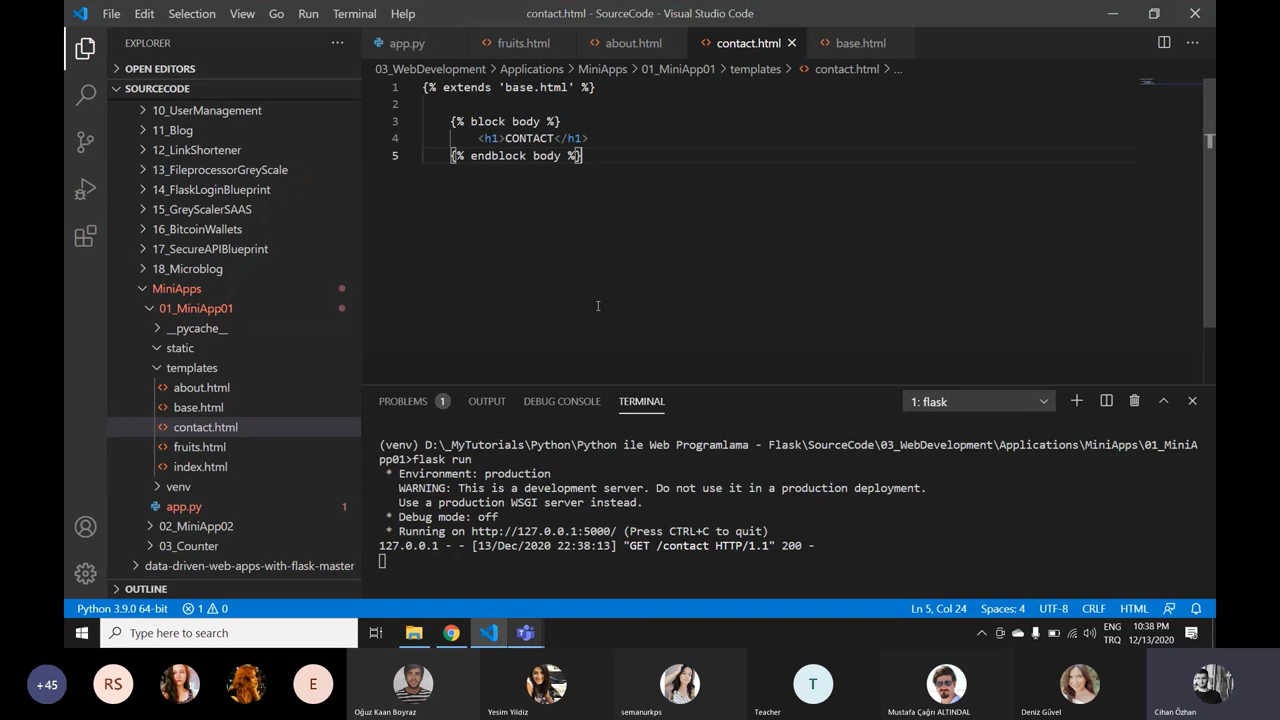 File Edit Selection View Go Run Terminal Help
contact.html - SourceCode - Visual Studio Code
EXPLORER
app.py
fruits.html
about.html
contact.html
base.html
OPEN EDITORS
03_WebDevelopment > Applications > MiniApps > 01_MiniApp01 > templates > contact.html > ...
SOURCECODE
10_UserManagement
11_Blog
12_LinkShortener
13_FileprocessorGreyScale
14_FlaskLoginBlueprint
15_GreyScalerSAAS
16_BitcoinWallets
17_SecureAPIBlueprint
18_Microblog
MiniApps
01_MiniApp01
__pycache__
static
templates
about.html
base.html
contact.html
fruits.html
index.html
venv
app.py 1
02_MiniApp02
03_Counter
data-driven-web-apps-with-flask-master
OUTLINE
1 {% extends 'base.html' %}
2
3 {% block body %}
4 <h1>CONTACT</h1>
5 {% endblock body %}
PROBLEMS 1 OUTPUT DEBUG CONSOLE TERMINAL
1: flask
(venv) D:\_MyTutorials\Python\Python ile Web Programlama - Flask\SourceCode\03_WebDevelopment\Applications\MiniApps\01_MiniA
pp01>flask run
* Environment: production
WARNING: This is a development server. Do not use it in a production deployment.
Use a production WSGI server instead.
* Debug mode: off
* Running on http://127.0.0.1:5000/ (Press CTRL+C to quit)
127.0.0.1 - - [13/Dec/2020 22:38:13] "GET /contact HTTP/1.1" 200 -
Python 3.9.0 64-bit
1 0
Ln 5, Col 24 Spaces: 4 UTF-8 CRLF HTML
Type here to search
ENG
TRQ
10:38 PM
12/13/2020
+45
RS
E
T
Oğuz Kaan Boyraz
Yesim Yildiz
semanurkps
Teacher
Mustafa Çağrı ALTINDAL
Deniz Güvel
Cihan Özhan